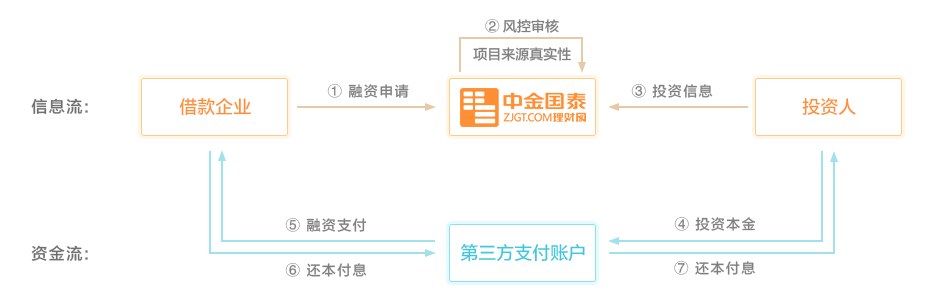 ② 风控审核
项目来源真实性
信息流：
借款企业
① 融资申请
中金国泰
ZJGT.COM理财网
③ 投资信息
投资人
⑤ 融资支付
④ 投资本金
资金流：
第三方支付账户
⑥ 还本付息
⑦ 还本付息